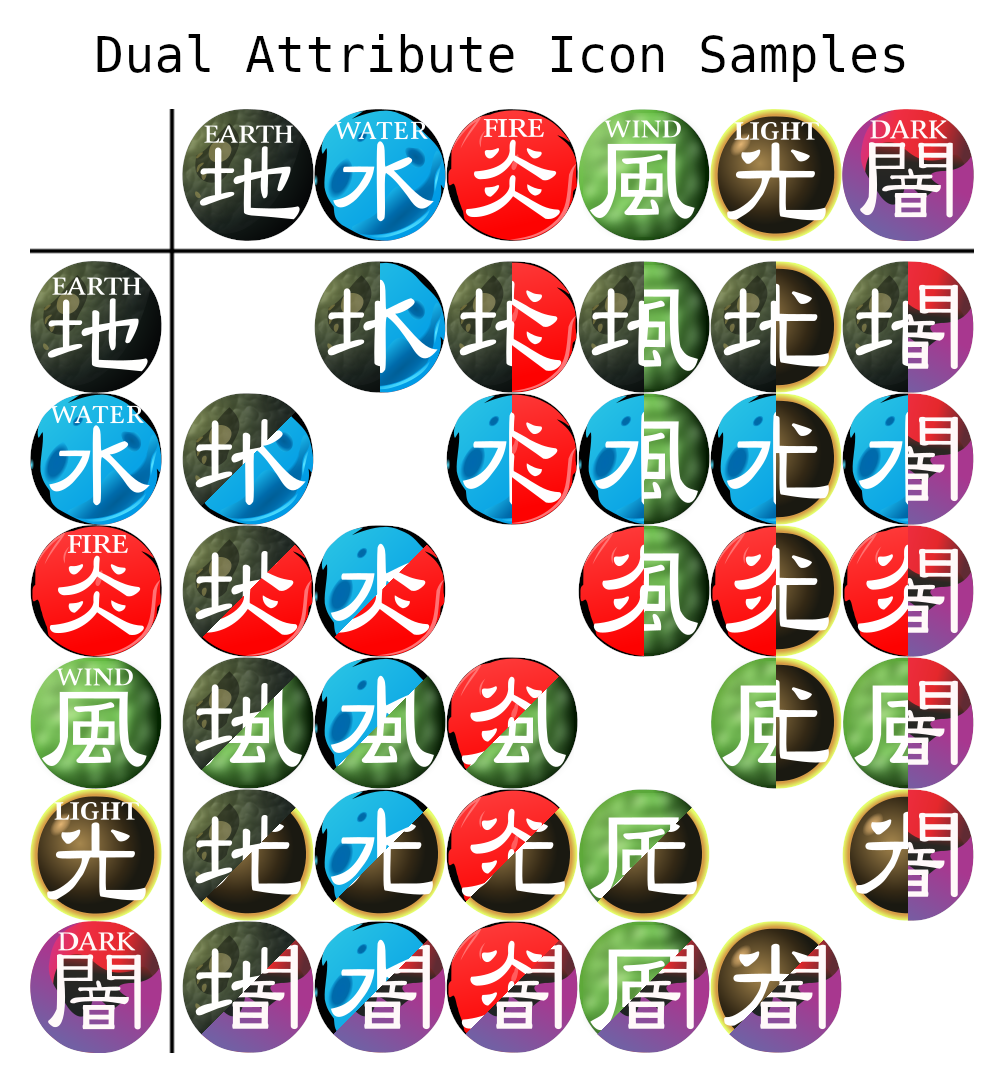 Dual Attribute Icon Samples
EARTH WATER FIRE WIND LIGHT DARK
地 水 炎 風 光 闇
EARTH
地
WATER
水
FIRE
炎
WIND
風
LIGHT
光
DARK
闇